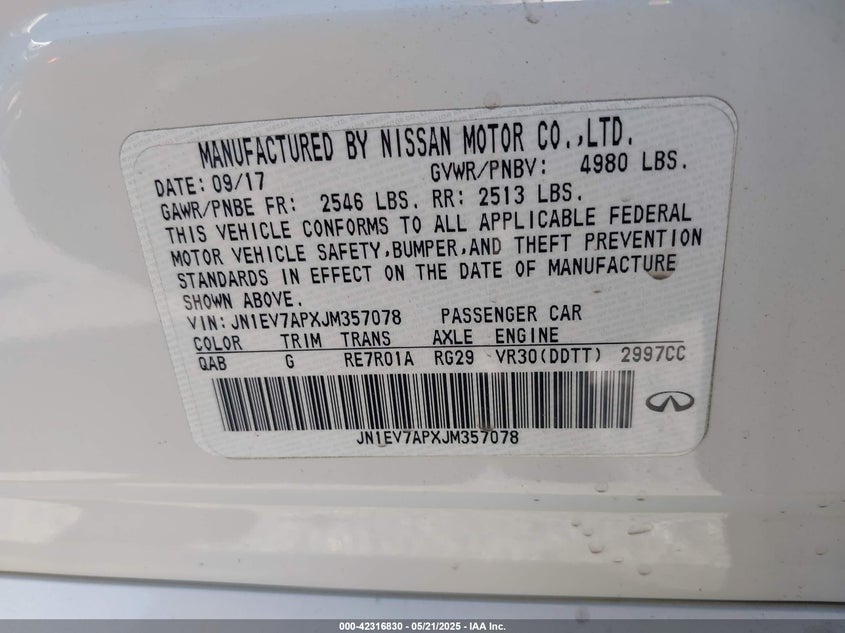 MANUFACTURED BY NISSAN MOTOR CO.,LTD.
DATE: 09/17 GVWR/PNBV: 4980 LBS.
GAWR/PNBE FR: 2546 LBS. RR: 2513 LBS.
THIS VEHICLE CONFORMS TO ALL APPLICABLE FEDERAL
MOTOR VEHICLE SAFETY,BUMPER,AND THEFT PREVENTION
STANDARDS IN EFFECT ON THE DATE OF MANUFACTURE
SHOWN ABOVE.
VIN: JN1EV7APXJM357078 PASSENGER CAR
COLOR TRIM TRANS AXLE ENGINE
QAB G RE7R01A RG29 VR30(DDTT) 2997CC
JN1EV7APXJM357078
000-42316830 - 05/21/2025 - IAA Inc.